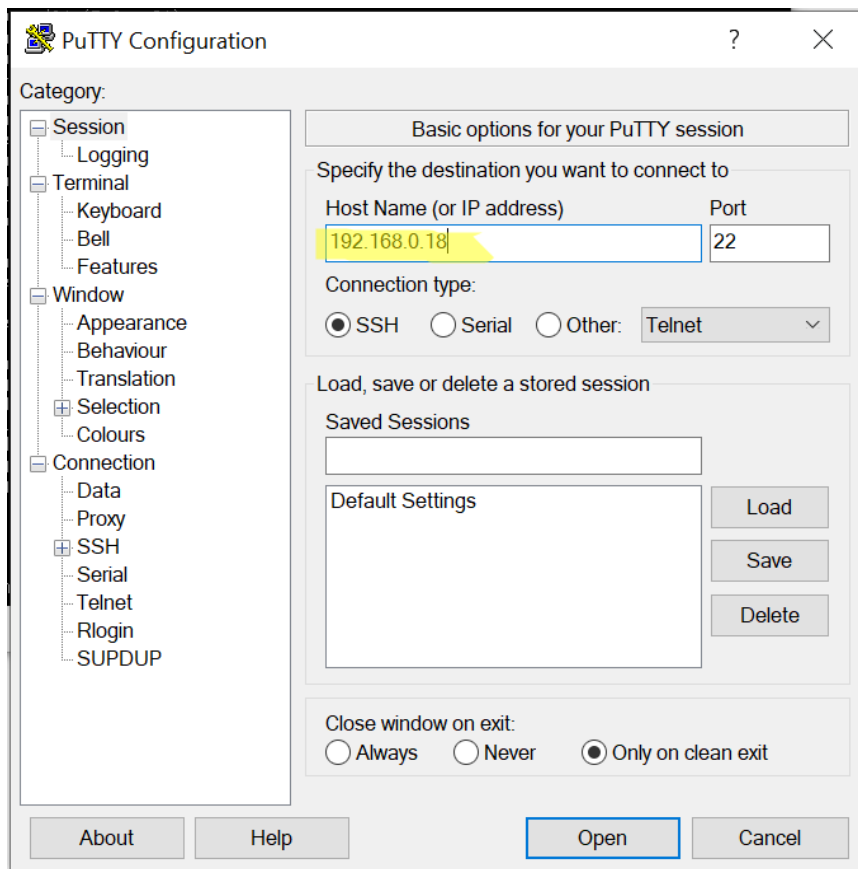 PuTTY Configuration
?
Category:
Session
Logging
Terminal
Keyboard
Bell
Features
Window
Appearance
Behaviour
Translation
Selection
Colours
Connection
Data
Proxy
SSH
Serial
Telnet
Rlogin
SUPDUP
Basic options for your PuTTY session
Specify the destination you want to connect to
Host Name (or IP address) Port
192.168.0.18 22
Connection type:
SSH Serial Other: Telnet
Load, save or delete a stored session
Saved Sessions
Default Settings
Load
Save
Delete
Close window on exit:
Always Never Only on clean exit
About Help Open Cancel